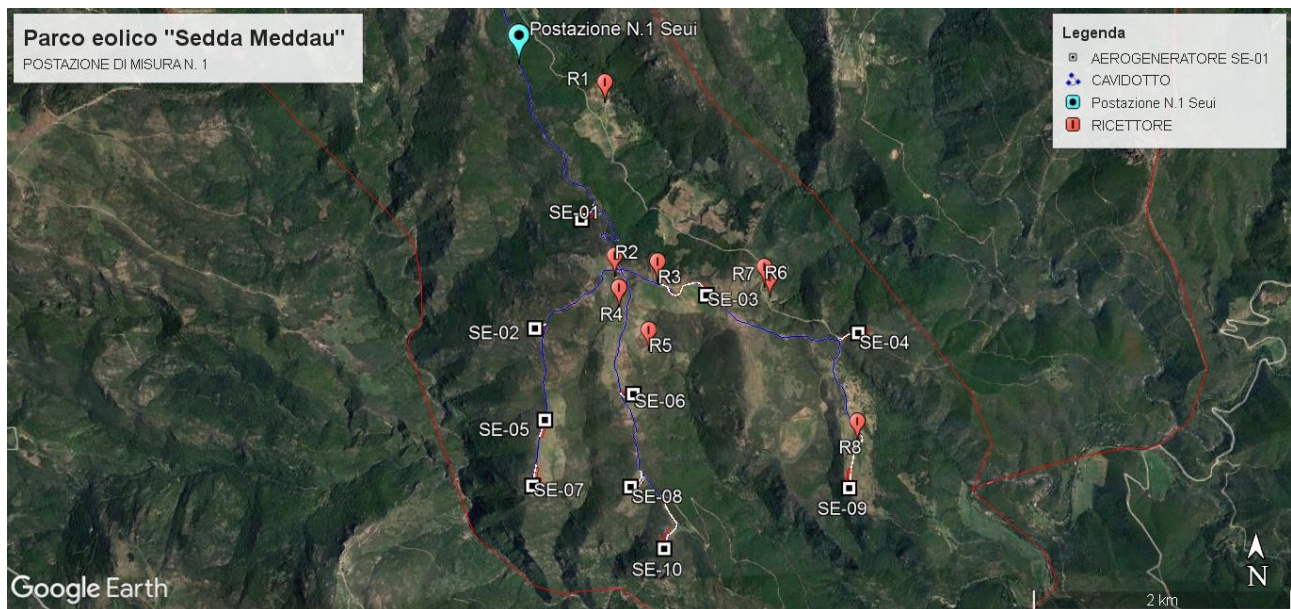 Parco eolico "Sedda Meddau"
POSTAZIONE DI MISURA N. 1
Postazione N.1 Seui
Legenda
AEROGENERATORE SE-01
CAVIDOTTO
Postazione N.1 Seui
RICETTORE
R1
SE-01
R2
R3
R7
R6
R4
SE-03
SE-02
R5
SE-04
SE-06
SE-05
R8
SE-07
SE-08
SE-09
SE-10
Google Earth
N
2 km